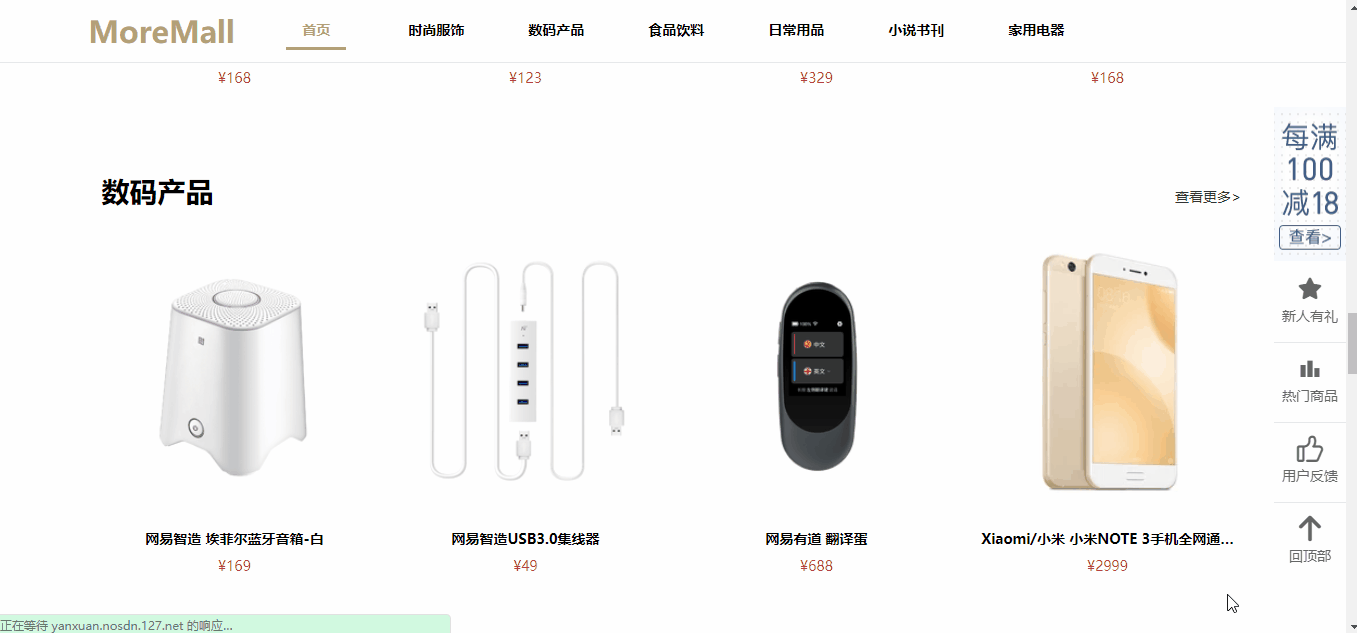 MoreMall 首页 时尚服饰 数码产品 食品饮料 日常用品 小说书刊 家用电器
¥168 ¥123 ¥329 ¥168
数码产品 查看更多>
每满
100
减18
查看>
新人有礼
热门商品
用户反馈
回顶部
100%
中文
英文
网易智造 埃菲尔蓝牙音箱-白 网易智造USB3.0集线器 网易有道 翻译蛋 Xiaomi/小米 小米NOTE 3手机全网通...
¥169 ¥49 ¥688 ¥2999
正在等待 yanxuan.nosdn.127.net 的响应...